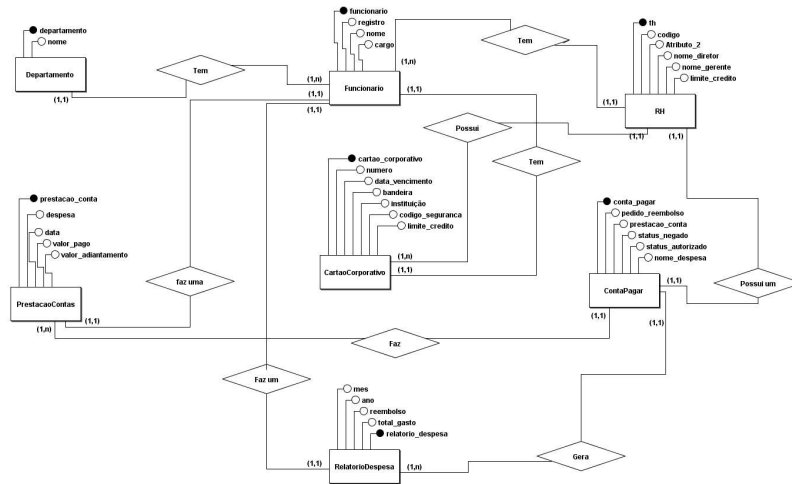 departamento
nome
Departamento
(1,1)
Tem
funcionario
registro
nome
cargo
(1,n)
Funcionario
(1,n)
(1,1)
(1,1)
(1,1)
Tem
th
codigo
Atributo_2
nome_diretor
nome_gerente
limite_credito
RH
(1,1)
(1,1)
(1,1)
Possui
Tem
cartao_corporativo
numero
data_vencimento
bandeira
instituição
codigo_seguranca
limite_credito
CartaoCorporativo
(1,n)
(1,1)
prestacao_conta
despesa
data
valor_pago
valor_adiantamento
PrestacaoContas
(1,n)
(1,1)
faz uma
conta_pagar
pedido_reembolso
prestacao_conta
status_negado
status_autorizado
nome_despesa
ContaPagar
(1,1)
(1,1)
(1,1)
Possui um
Faz
Faz um
mes
ano
reembolso
total_gasto
relatorio_despesa
RelatorioDespesa
(1,1)
(1,n)
Gera